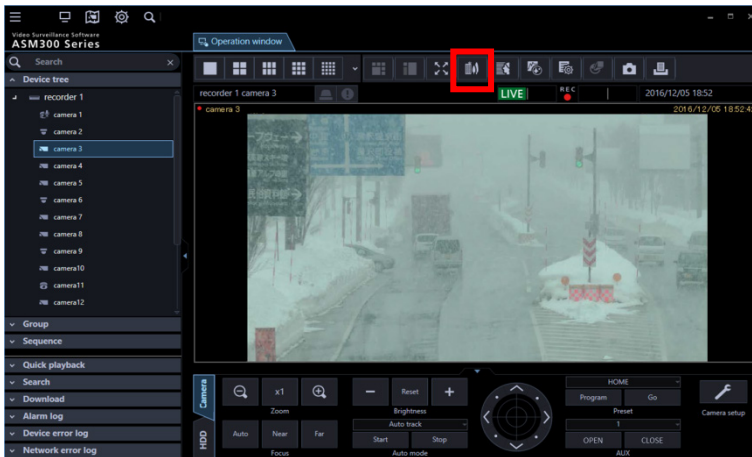 Video Surveillance Software
ASM300 Series
Operation window
Search
Device tree
recorder 1
camera 1
camera 2
camera 3
camera 4
camera 5
camera 6
camera 7
camera 8
camera 9
camera10
camera11
camera12
Group
Sequence
Quick playback
Search
Download
Alarm log
Device error log
Network error log
recorder 1 camera 3
LIVE
REC
2016/12/05 18:52
camera 3
2016/12/05 18:52:4
Camera
HDD
x1
Zoom
Auto
Near
Far
Focus
Reset
Brightness
Auto track
Start
Stop
Auto mode
HOME
Program
Go
Preset
1
OPEN
CLOSE
AUX
Camera setup